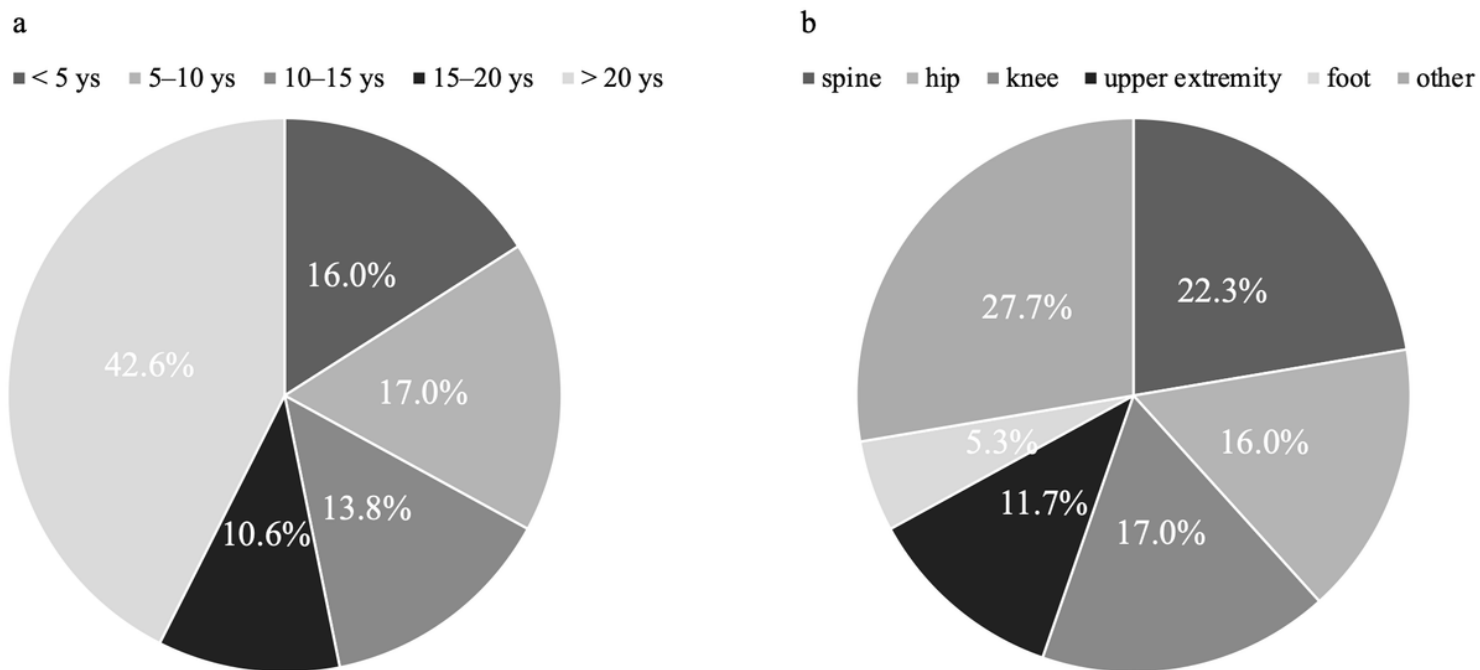 a
< 5 ys 5–10 ys 10–15 ys 15–20 ys > 20 ys
16.0%
17.0%
13.8%
10.6%
42.6%
b
spine hip knee upper extremity foot other
22.3%
16.0%
17.0%
11.7%
5.3%
27.7%